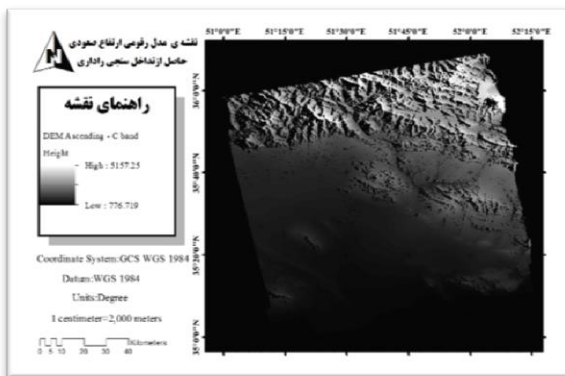 نقشه ی مدل رقومی ارتفاع صعودی
حاصل ازتداخل سنجی راداری
N
راهنمای نقشه
DEM Ascending - C band
Height
High : 5157.25
Low : 776.719
Coordinate System:GCS WGS 1984
Datum:WGS 1984
Units:Degree
1 centimeter=2,000 meters
Kilometers
0 5 10 20 30 40
51°0'0"E 51°15'0"E 51°30'0"E 51°45'0"E 52°0'0"E 52°15'0"E
36°0'0"N
35°40'0"N
35°20'0"N
35°0'0"N